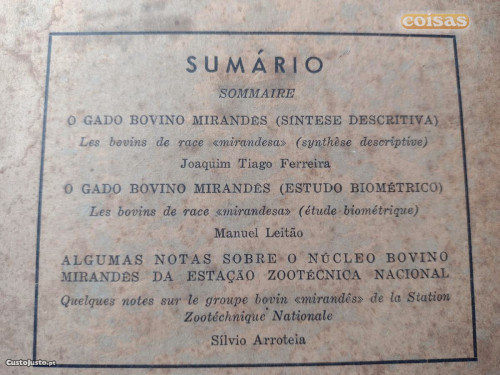 coisas
SUMÁRIO
SOMMAIRE
O GADO BOVINO MIRANDÊS (SÍNTESE DESCRITIVA)
Les bovins de race «mirandesa» (synthèse descriptive)
Joaquim Tiago Ferreira
O GADO BOVINO MIRANDÊS (ESTUDO BIOMÉTRICO)
Les bovins de race «mirandesa» (étude biométrique)
Manuel Leitão
ALGUMAS NOTAS SOBRE O NÚCLEO BOVINO
MIRANDÊS DA ESTAÇÃO ZOOTÉCNICA NACIONAL
Quelques notes sur le groupe bovin «mirandês» de la Station
Zootéchnique Nationale
Sílvio Arroteia
CustoJusto.pt